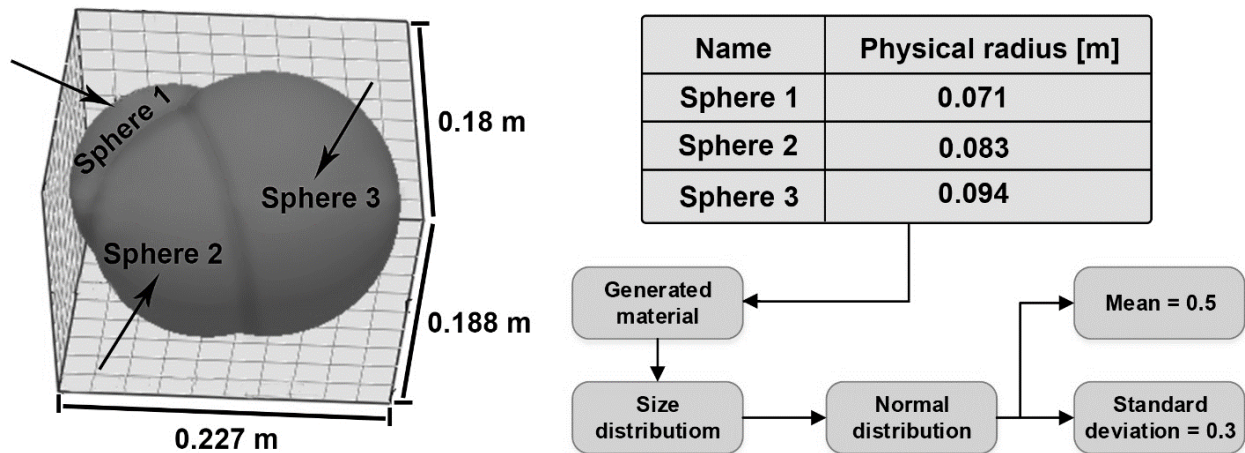 Sphere 1
Sphere 2
Sphere 3
0.18 m
0.188 m
0.227 m
Name Physical radius [m]
Sphere 1 0.071
Sphere 2 0.083
Sphere 3 0.094
Generated
material
Size
distributiom
Normal
distribution
Mean = 0.5
Standard
deviation = 0.3